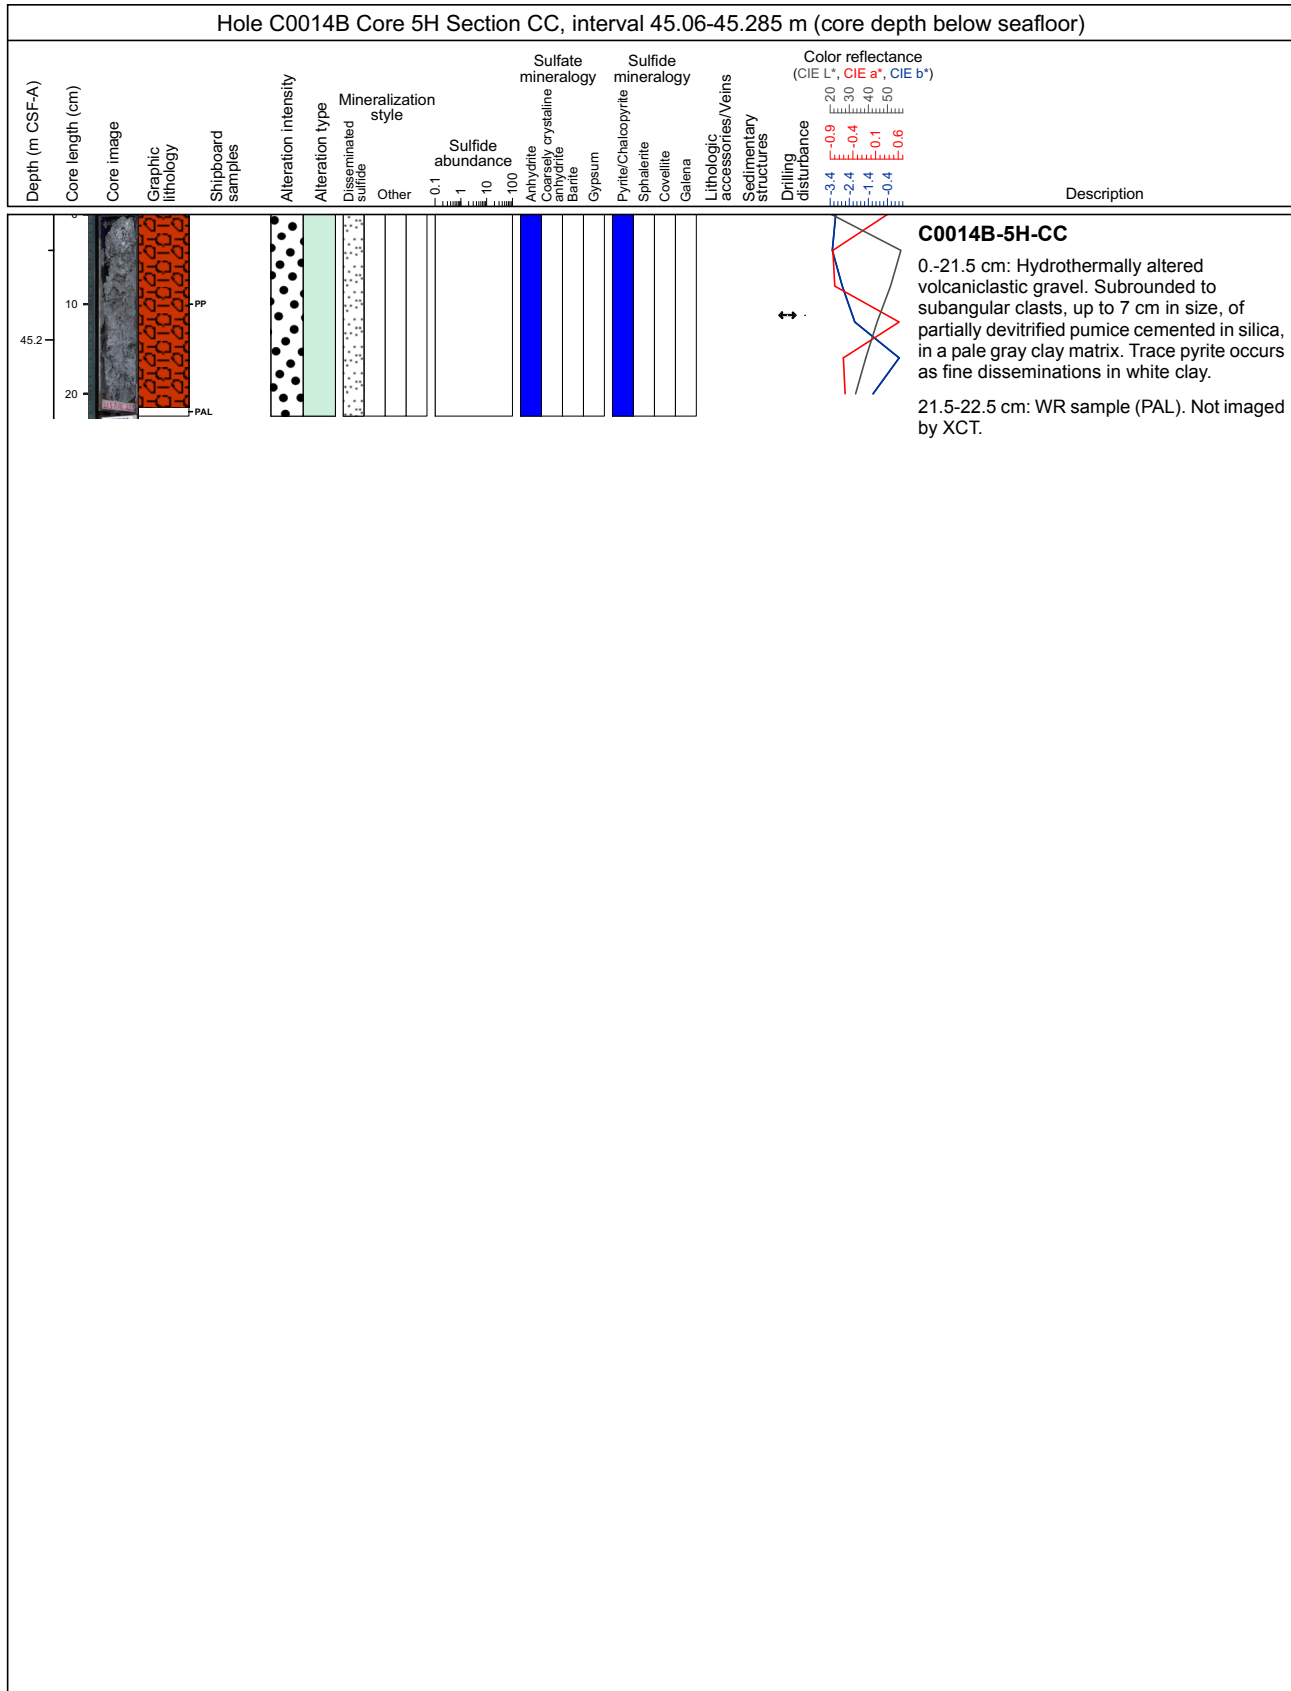 Hole C0014B Core 5H Section CC, interval 45.06-45.285 m (core depth below seafloor)
Depth (m CSF-A)
Core length (cm)
Core image
Graphic
lithology
Shipboard
samples
Alteration intensity
Alteration type
Mineralization
style
Disseminated
sulfide
Other
Sulfide
abundance
0.1
1
10
100
Sulfate
mineralogy
Anhydrite
Coarsely crystaline
anhydrite
Barite
Gypsum
Sulfide
mineralogy
Pyrite/Chalcopyrite
Sphalerite
Covellite
Galena
Lithologic
accessories/Veins
Sedimentary
structures
Drilling
disturbance
Color reflectance
(CIE L*, CIE a*, CIE b*)
20
30
40
50
-0.9
-0.4
0.1
0.6
-3.4
-2.4
-1.4
-0.4
Description
10
20
45.2
PP
PAL
C0014B-5H-CC
0.-21.5 cm: Hydrothermally altered
volcaniclastic gravel. Subrounded to
subangular clasts, up to 7 cm in size, of
partially devitrified pumice cemented in silica,
in a pale gray clay matrix. Trace pyrite occurs
as fine disseminations in white clay.
21.5-22.5 cm: WR sample (PAL). Not imaged
by XCT.